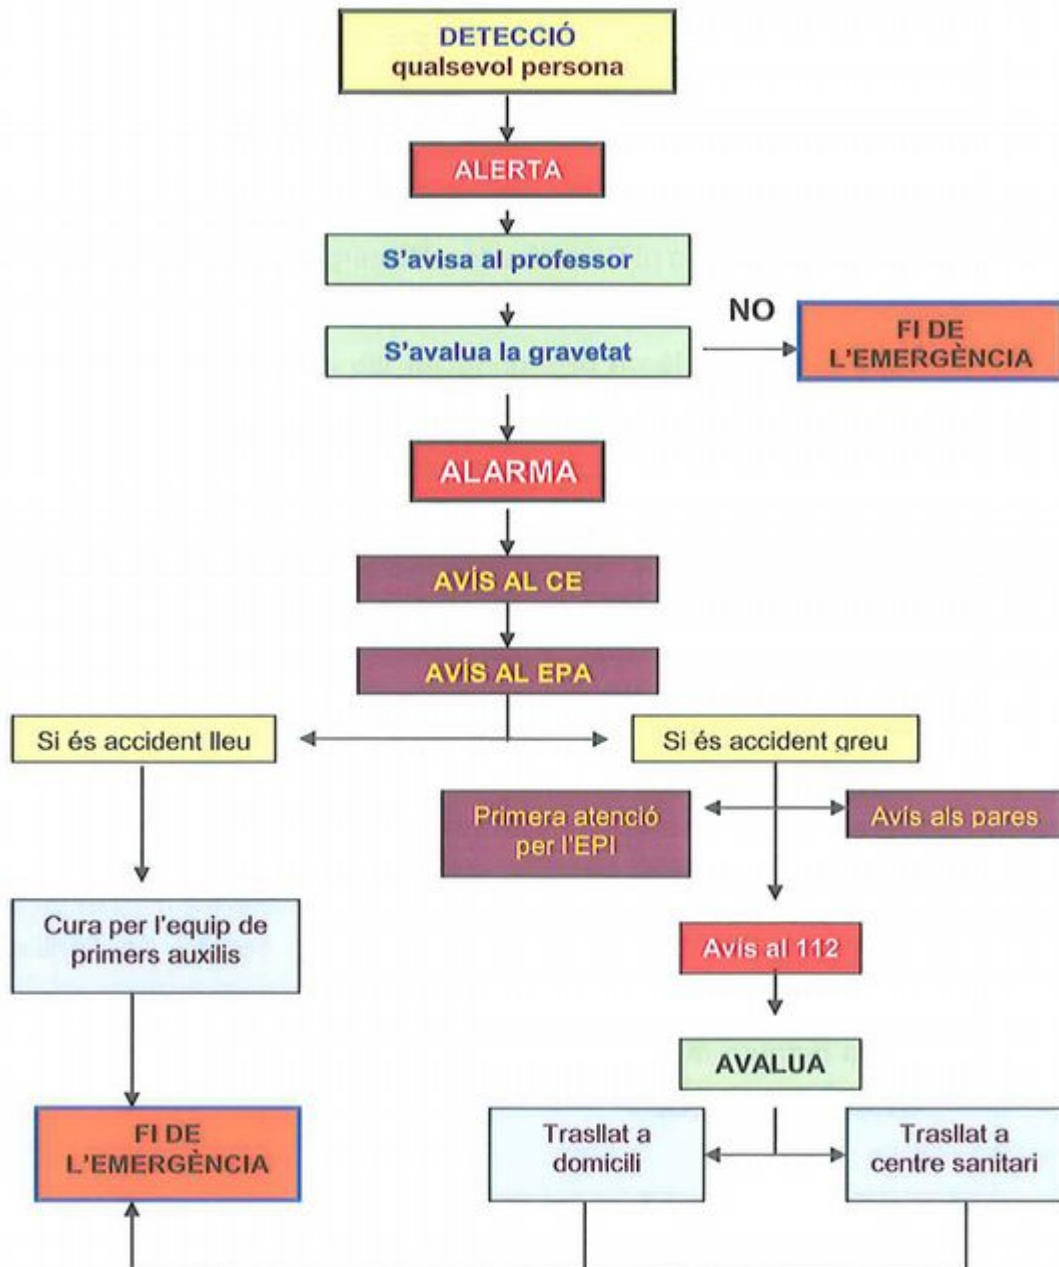 DETECCIÓ
qualsevol persona
ALERTA
S'avisa al professor
S'avalua la gravetat
NO
FI DE
L'EMERGÈNCIA
ALARMA
AVÍS AL CE
AVÍS AL EPA
Si és accident lleu
Si és accident greu
Primera atenció
per l'EPI
Avís als pares
Cura per l'equip de
primers auxilis
Avís al 112
AVALUA
FI DE
L'EMERGÈNCIA
Trasllat a
domicili
Trasllat a
centre sanitari